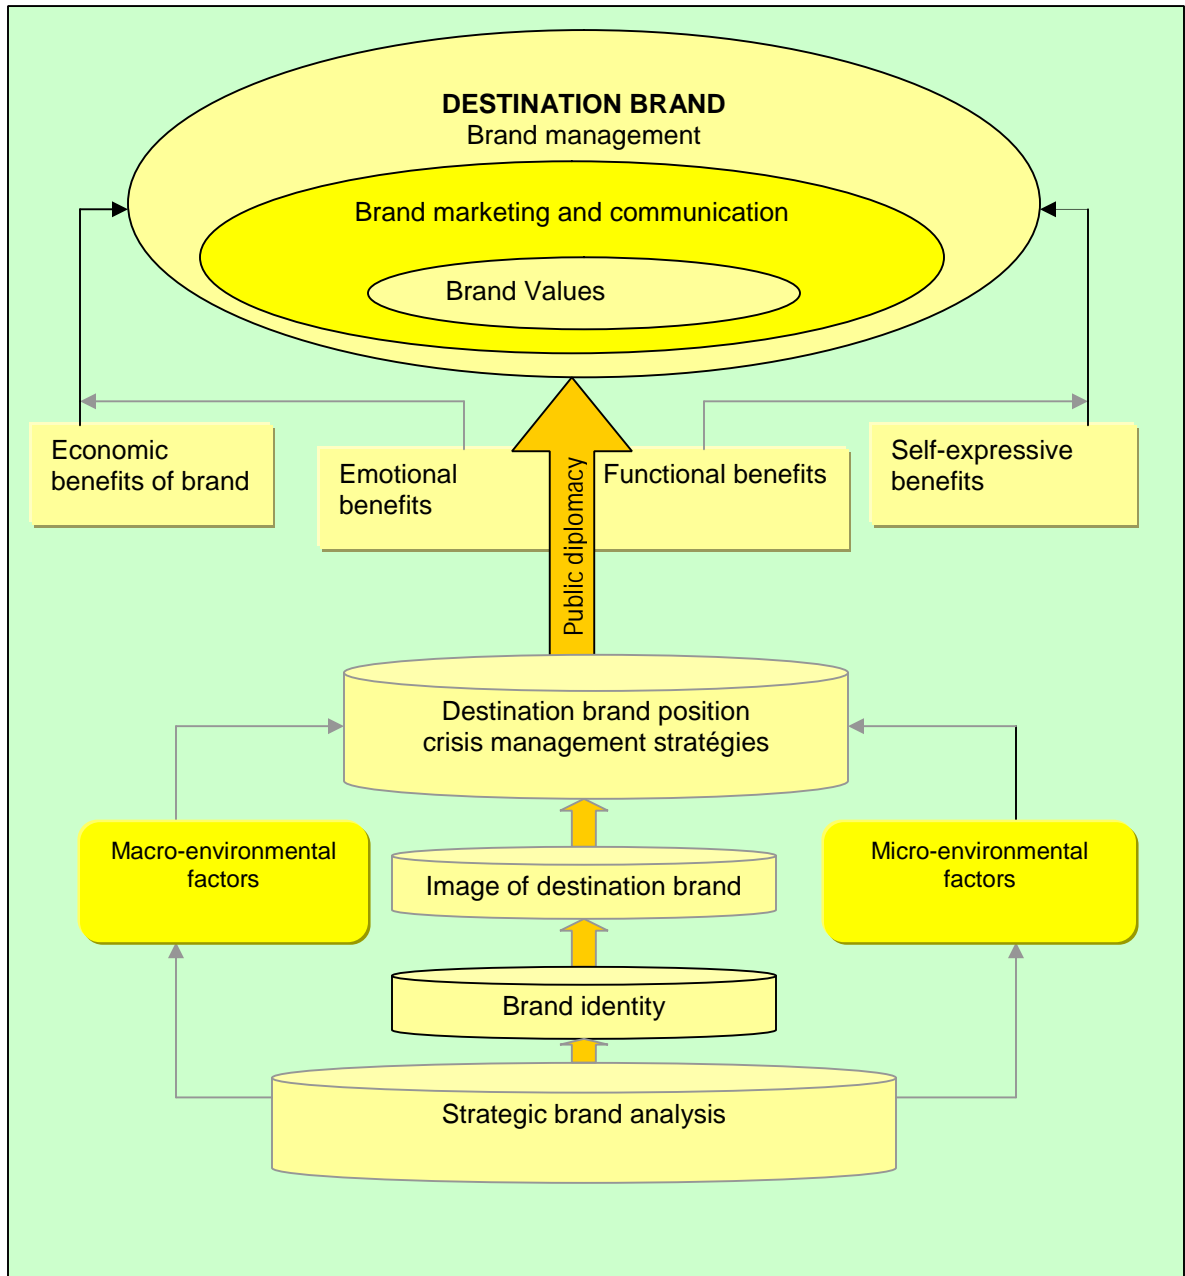 DESTINATION BRAND
Brand management
Brand marketing and communication
Brand Values
Economic
benefits of brand
Emotional
benefits
Functional benefits
Self-expressive
benefits
Public diplomacy
Destination brand position
crisis management stratégies
Macro-environmental
factors
Micro-environmental
factors
Image of destination brand
Brand identity
Strategic brand analysis